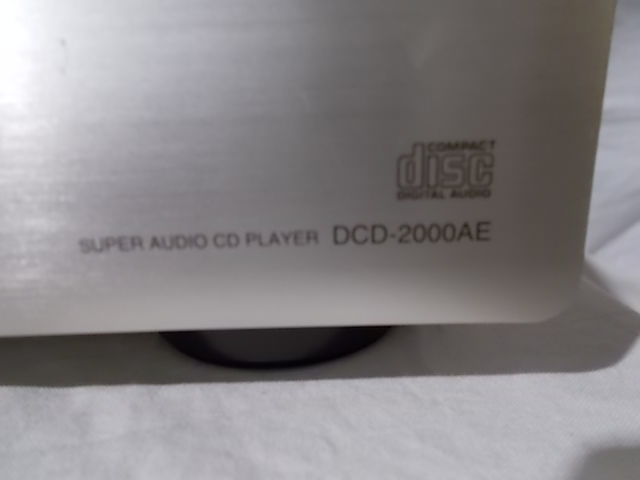 COMPACT
disc
DIGITAL AUDIO
SUPER AUDIO CD PLAYER DCD-2000AE